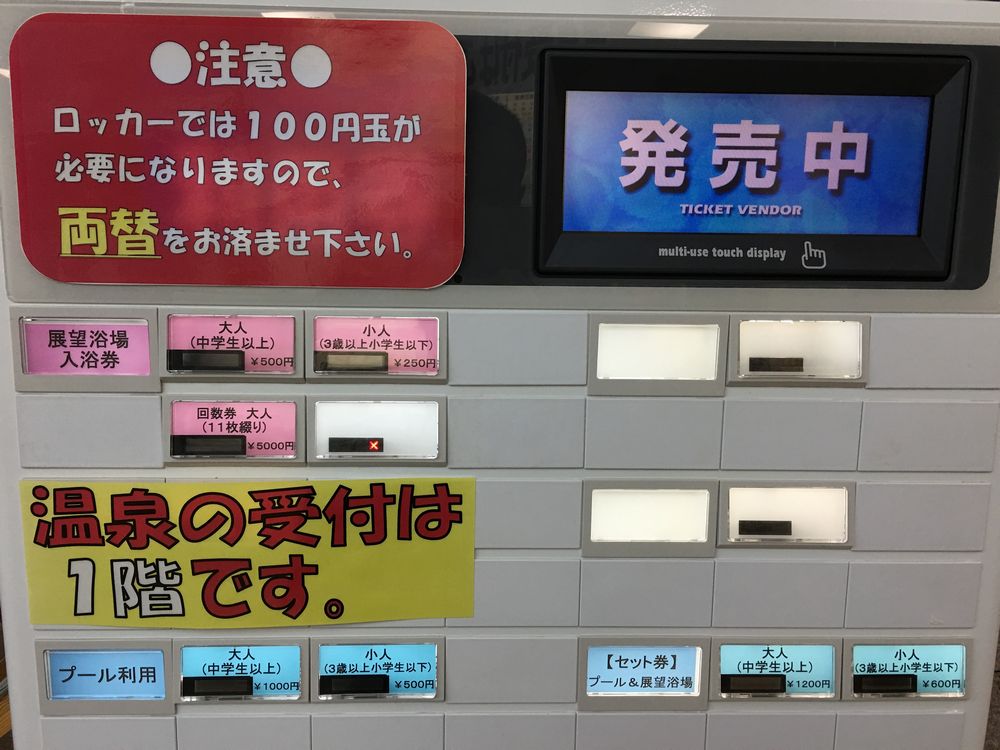 ●注意●
ロッカーでは１００円玉が
必要になりますので、
両替をお済ませ下さい。
発売中
TICKET VENDOR
multi-use touch display
展望浴場
入浴券
大人
(中学生以上)
￥500円
小人
(3歳以上小学生以下)
￥250円
回数券 大人
(11枚綴り)
￥5000円
×
温泉の受付は
1階です。
プール利用
大人
(中学生以上)
￥1000円
小人
(3歳以上小学生以下)
￥500円
【セット券】
プール＆展望浴場
大人
(中学生以上)
￥1200円
小人
(3歳以上小学生以下)
￥600円